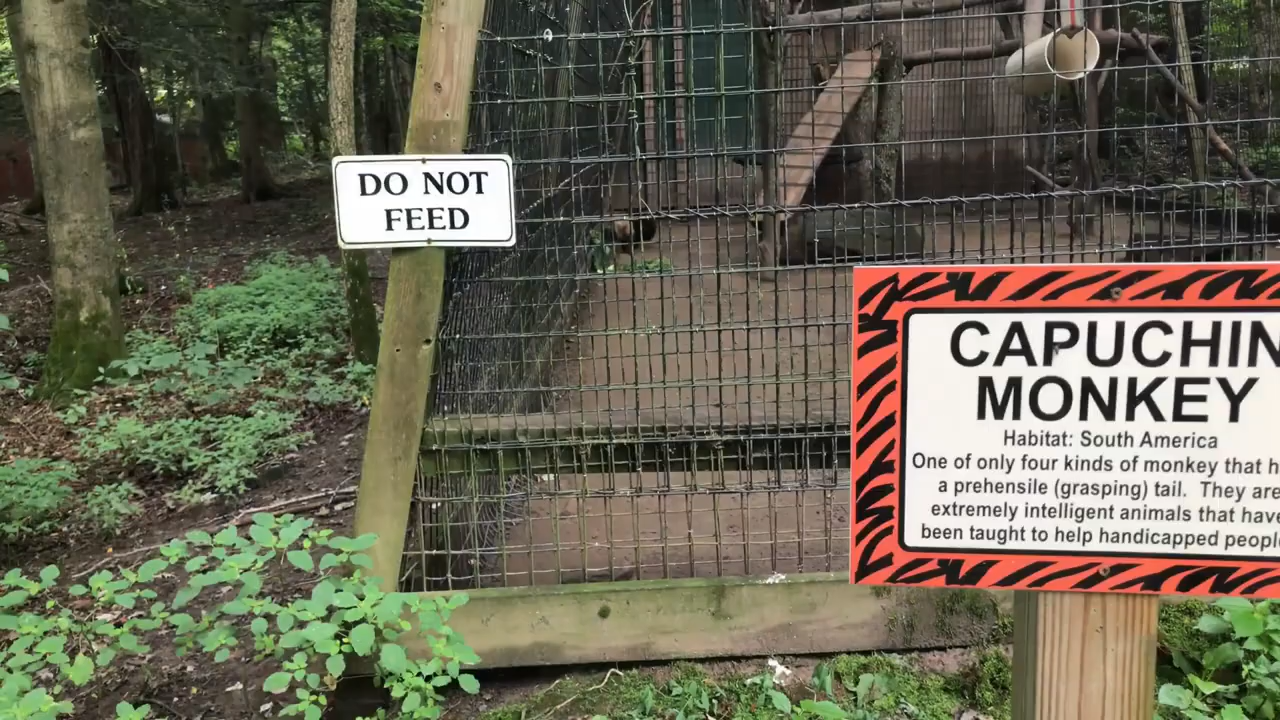 DO NOT
FEED
CAPUCHIN
MONKEY
Habitat: South America
One of only four kinds of monkey that h
a prehensile (grasping) tail. They are
extremely intelligent animals that have
been taught to help handicapped people